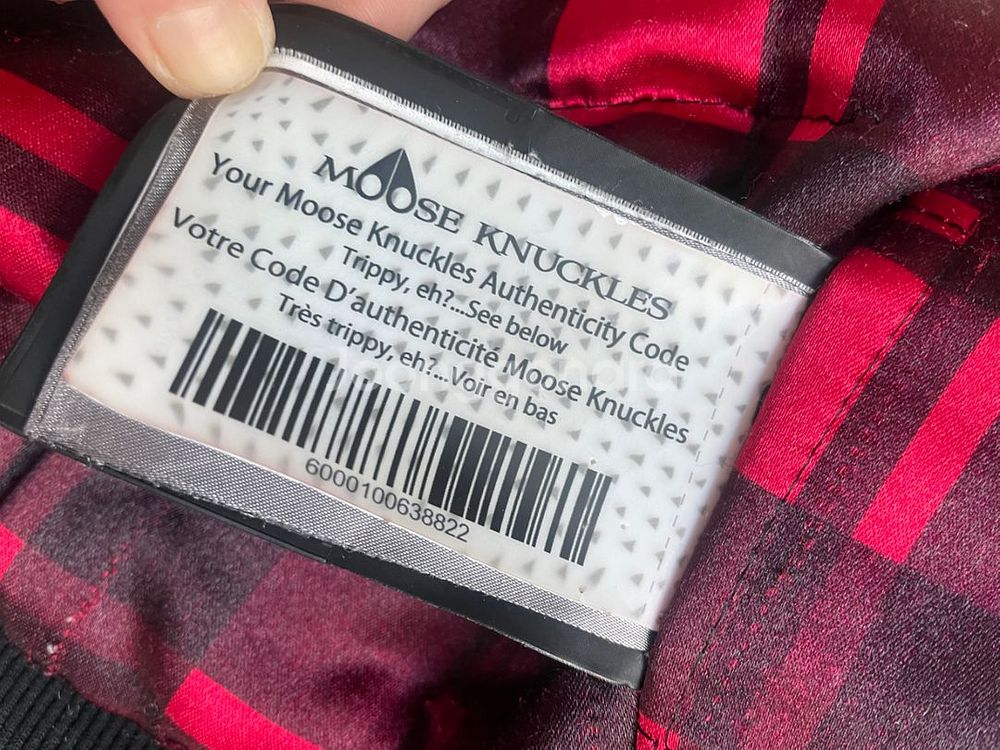 MOOSE KNUCKLES
Your Moose Knuckles Authenticity Code
Trippy, eh?...See below
Votre Code D'authenticité Moose Knuckles
Très trippy, eh?...Voir en bas
6000100638822